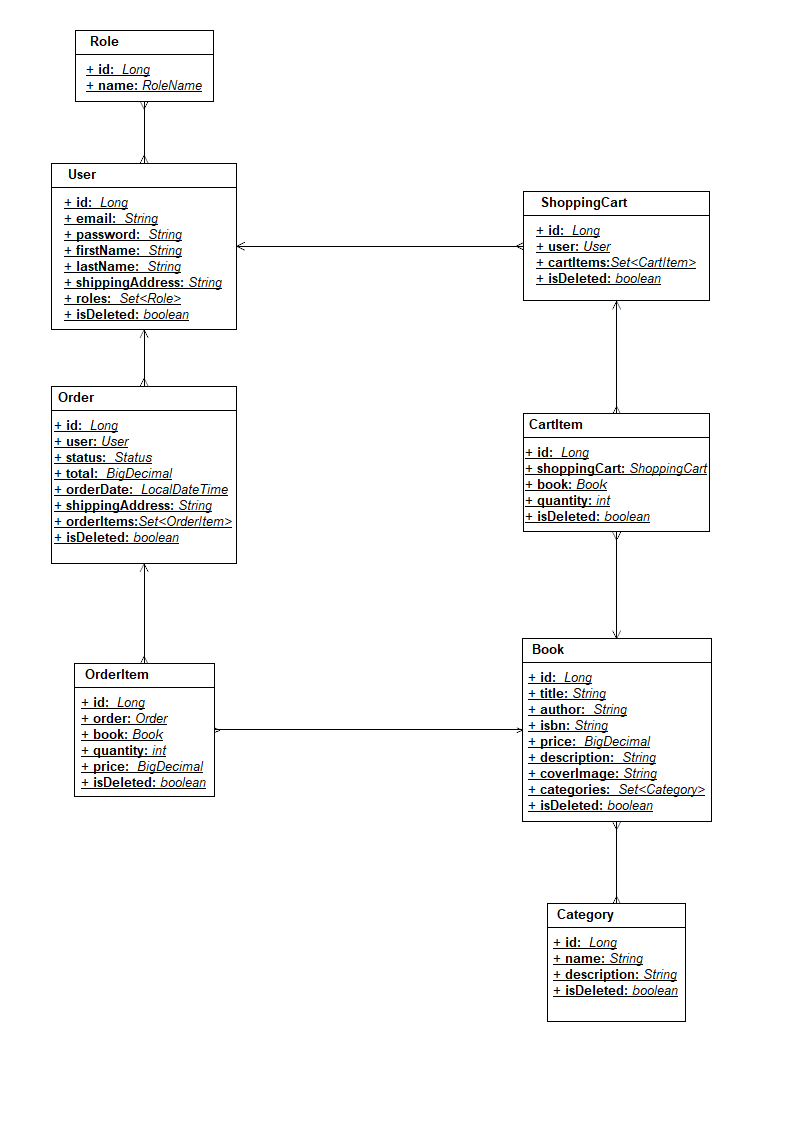 Role
+ id: Long
+ name: RoleName
User
+ id: Long
+ email: String
+ password: String
+ firstName: String
+ lastName: String
+ shippingAddress: String
+ roles: Set<Role>
+ isDeleted: boolean
ShoppingCart
+ id: Long
+ user: User
+ cartItems:Set<CartItem>
+ isDeleted: boolean
Order
+ id: Long
+ user: User
+ status: Status
+ total: BigDecimal
+ orderDate: LocalDateTime
+ shippingAddress: String
+ orderItems:Set<OrderItem>
+ isDeleted: boolean
CartItem
+ id: Long
+ shoppingCart: ShoppingCart
+ book: Book
+ quantity: int
+ isDeleted: boolean
OrderItem
+ id: Long
+ order: Order
+ book: Book
+ quantity: int
+ price: BigDecimal
+ isDeleted: boolean
Book
+ id: Long
+ title: String
+ author: String
+ isbn: String
+ price: BigDecimal
+ description: String
+ coverImage: String
+ categories: Set<Category>
+ isDeleted: boolean
Category
+ id: Long
+ name: String
+ description: String
+ isDeleted: boolean